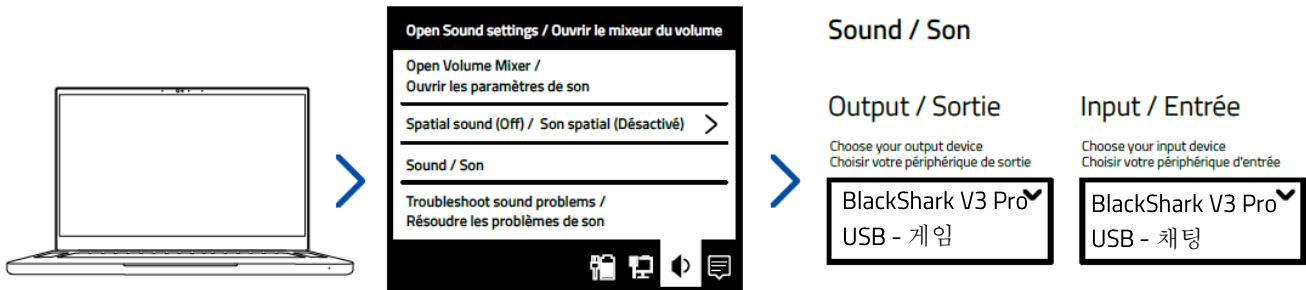 Open Sound settings / Ouvrir le mixeur du volume
Open Volume Mixer /
Ouvrir les paramètres de son
Spatial sound (Off) / Son spatial (Désactivé)
Sound / Son
Troubleshoot sound problems /
Résoudre les problèmes de son
Sound / Son
Output / Sortie
Choose your output device
Choisir votre périphérique de sortie
BlackShark V3 Pro
USB - 게임
Input / Entrée
Choose your input device
Choisir votre périphérique d'entrée
BlackShark V3 Pro
USB - 채팅